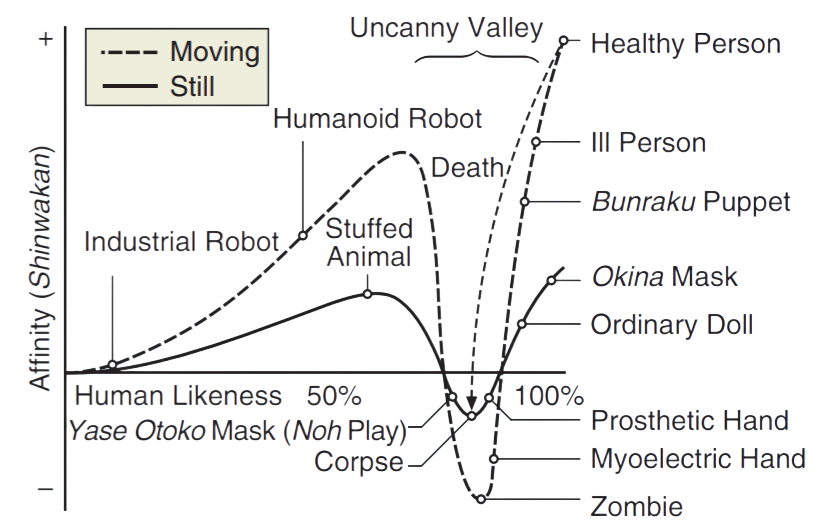 Uncanny Valley
+
Moving
Still
Healthy Person
Humanoid Robot
Ill Person
Death
Bunraku Puppet
Stuffed
Animal
Industrial Robot
Okina Mask
Ordinary Doll
Affinity (Shinwakan)
Human Likeness 50% 100%
Yase Otoko Mask (Noh Play)
Prosthetic Hand
Corpse
Myoelectric Hand
–
Zombie